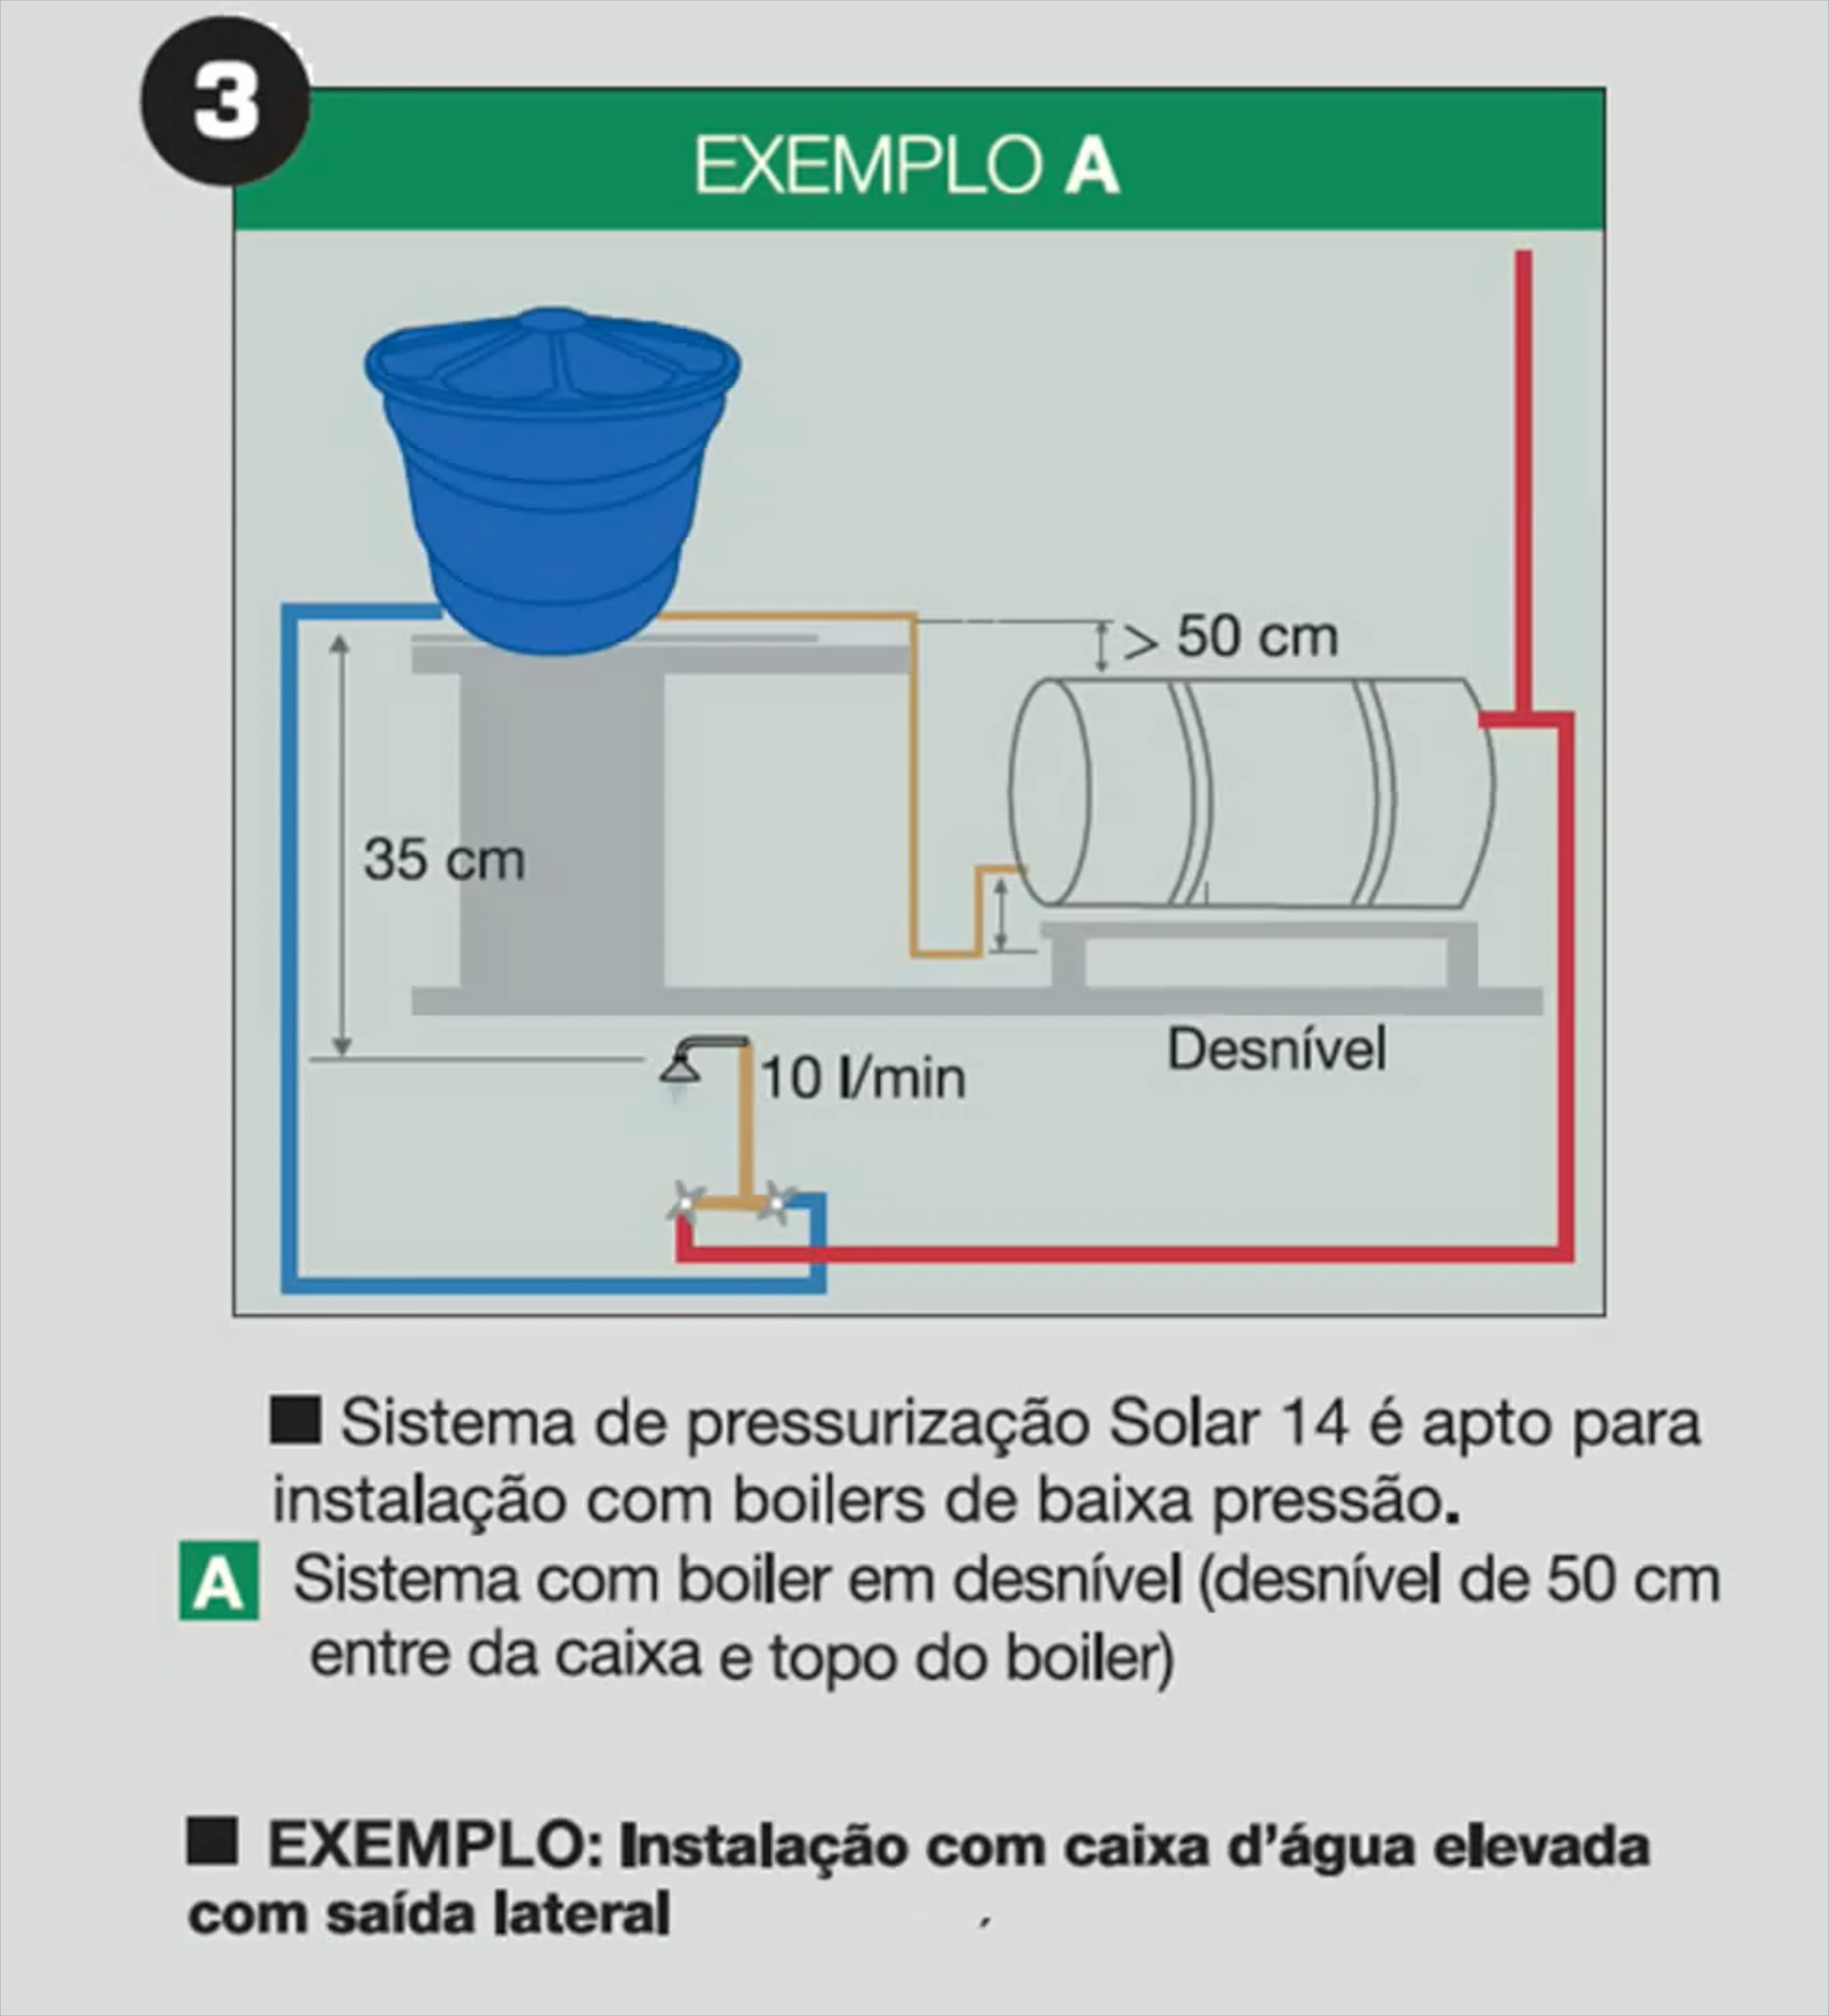 3
EXEMPLO A
> 50 cm
35 cm
10 l/min
Desnível
■ Sistema de pressurização Solar 14 é apto para
instalação com boilers de baixa pressão.
A Sistema com boiler em desnível (desnível de 50 cm
entre da caixa e topo do boiler)
■ EXEMPLO: Instalação com caixa d'água elevada
com saída lateral